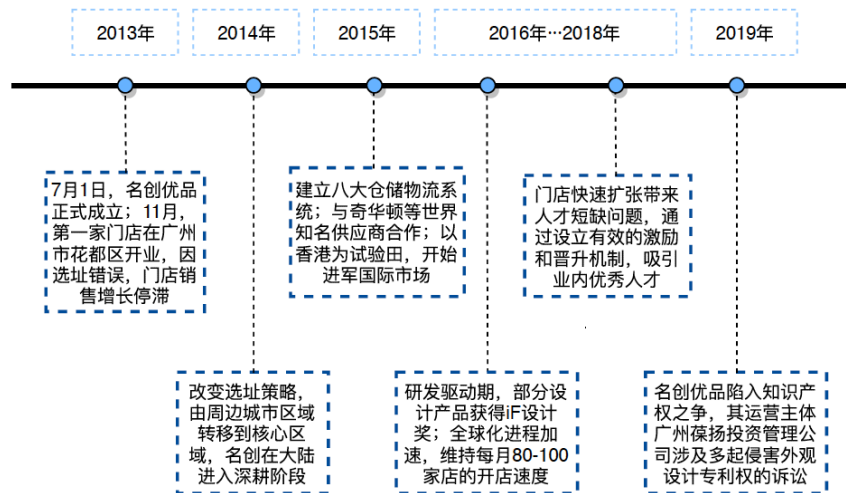 2013年
2014年
2015年
2016年…2018年
2019年
7月1日，名创优品
正式成立；11月，
第一家门店在广州
市花都区开业，因
选址错误，门店销
售增长停滞
建立八大仓储物流系
统；与奇华顿等世界
知名供应商合作；以
香港为试验田，开始
进军国际市场
门店快速扩张带来
人才短缺问题，通
过设立有效的激励
和晋升机制，吸引
业内优秀人才
改变选址策略，
由周边城市区域
转移到核心区
域，名创在大陆
进入深耕阶段
研发驱动期，部分设
计产品获得iF设计
奖；全球化进程加
速，维持每月80-100
家店的开店速度
名创优品陷入知识产
权之争，其运营主体
广州葆扬投资管理公
司涉及多起侵害外观
设计专利权的诉讼